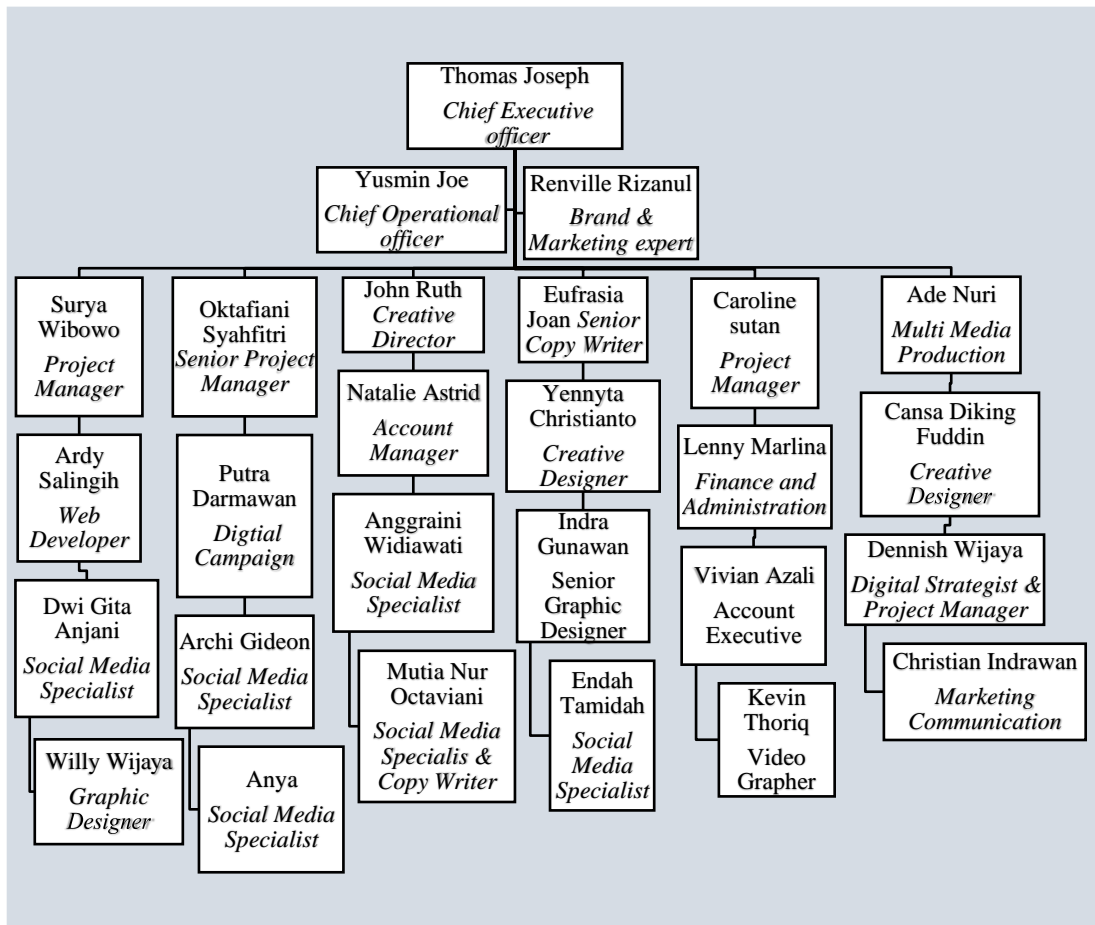 Thomas Joseph
Chief Executive
officer
Yusmin Joe
Chief Operational
officer
Renville Rizanul
Brand &
Marketing expert
Surya
Wibowo
Project
Manager
Ardy
Salingih
Web
Developer
Dwi Gita
Anjani
Social Media
Specialist
Willy Wijaya
Graphic
Designer
Oktafiani
Syahfitri
Senior Project
Manager
Putra
Darmawan
Digtial
Campaign
Archi Gideon
Social Media
Specialist
Anya
Social Media
Specialist
John Ruth
Creative
Director
Natalie Astrid
Account
Manager
Anggraini
Widiawati
Social Media
Specialist
Mutia Nur
Octaviani
Social Media
Specialis &
Copy Writer
Eufrasia
Joan Senior
Copy Writer
Yennyta
Christianto
Creative
Designer
Indra
Gunawan
Senior
Graphic
Designer
Endah
Tamidah
Social
Media
Specialist
Caroline
sutan
Project
Manager
Lenny Marlina
Finance and
Administration
Vivian Azali
Account
Executive
Kevin
Thoriq
Video
Grapher
Ade Nuri
Multi Media
Production
Cansa Diking
Fuddin
Creative
Designer
Dennish Wijaya
Digital Strategist &
Project Manager
Christian Indrawan
Marketing
Communication